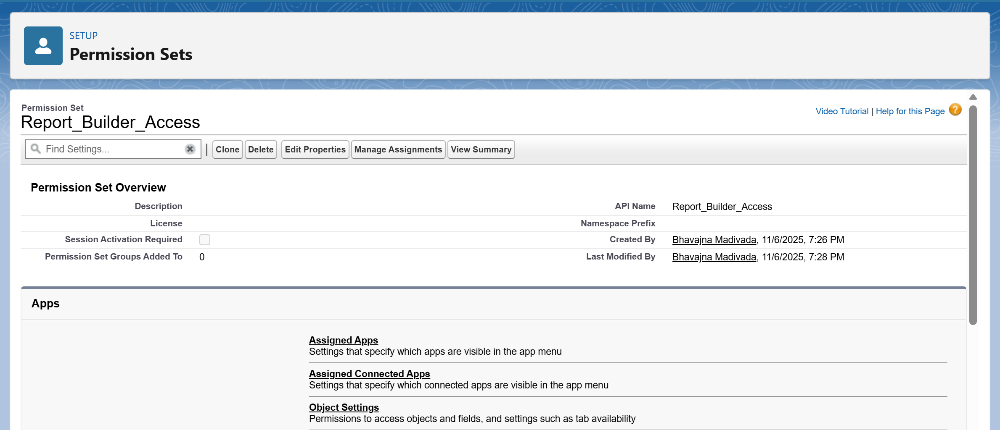 SETUP
Permission Sets
Permission Set
Report_Builder_Access
Video Tutorial | Help for this Page ?
Find Settings... | Clone Delete Edit Properties Manage Assignments View Summary
Permission Set Overview
Description API Name Report_Builder_Access
License Namespace Prefix
Session Activation Required Created By Bhavajna Madivada, 11/6/2025, 7:26 PM
Permission Set Groups Added To 0 Last Modified By Bhavajna Madivada, 11/6/2025, 7:28 PM
Apps
Assigned Apps
Settings that specify which apps are visible in the app menu
Assigned Connected Apps
Settings that specify which connected apps are visible in the app menu
Object Settings
Permissions to access objects and fields, and settings such as tab availability